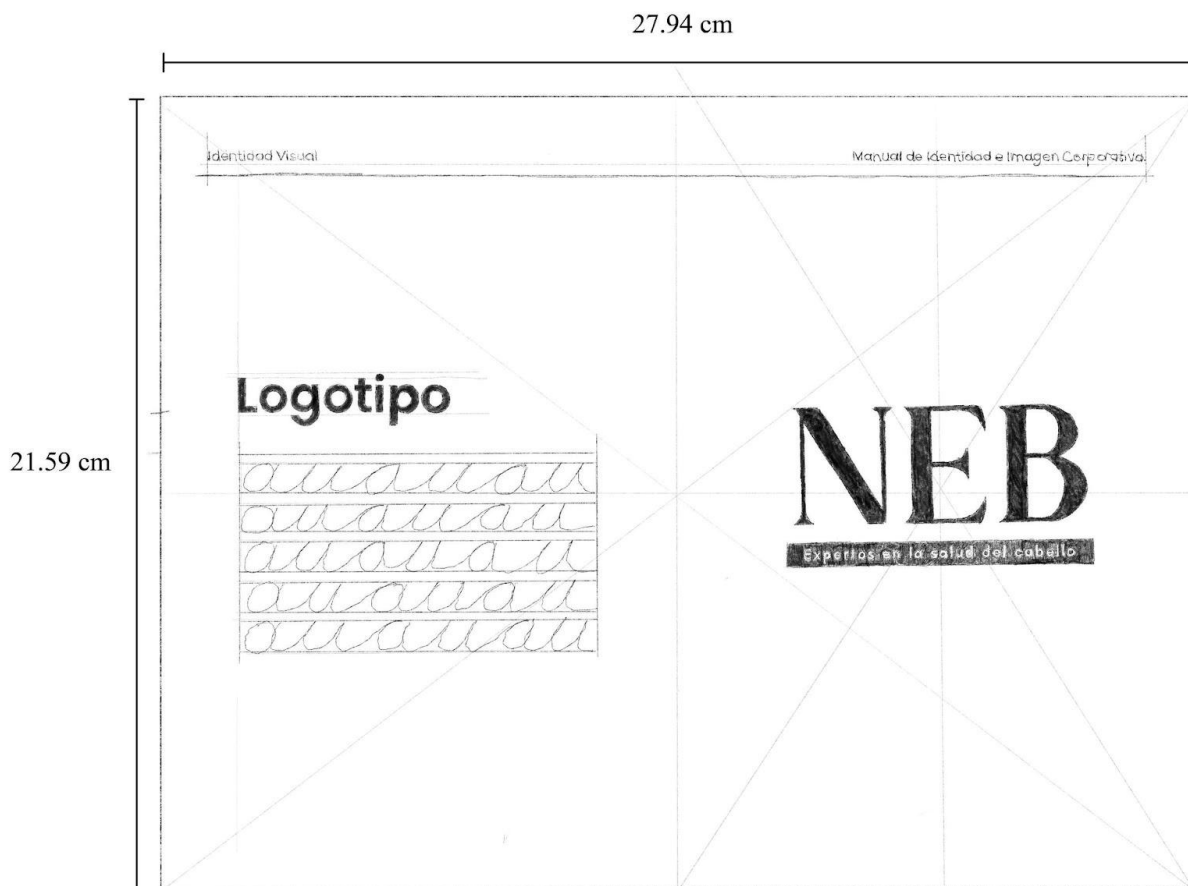 27.94 cm
Identidad Visual
Manual de Identidad e Imagen Corporativa
Logotipo
21.59 cm
NEB
Expertos en la salud del cabello